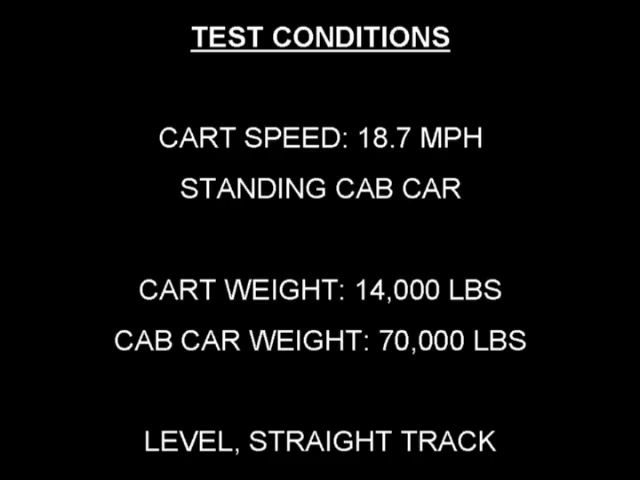 TEST CONDITIONS
CART SPEED: 18.7 MPH
STANDING CAB CAR
CART WEIGHT: 14,000 LBS
CAB CAR WEIGHT: 70,000 LBS
LEVEL, STRAIGHT TRACK